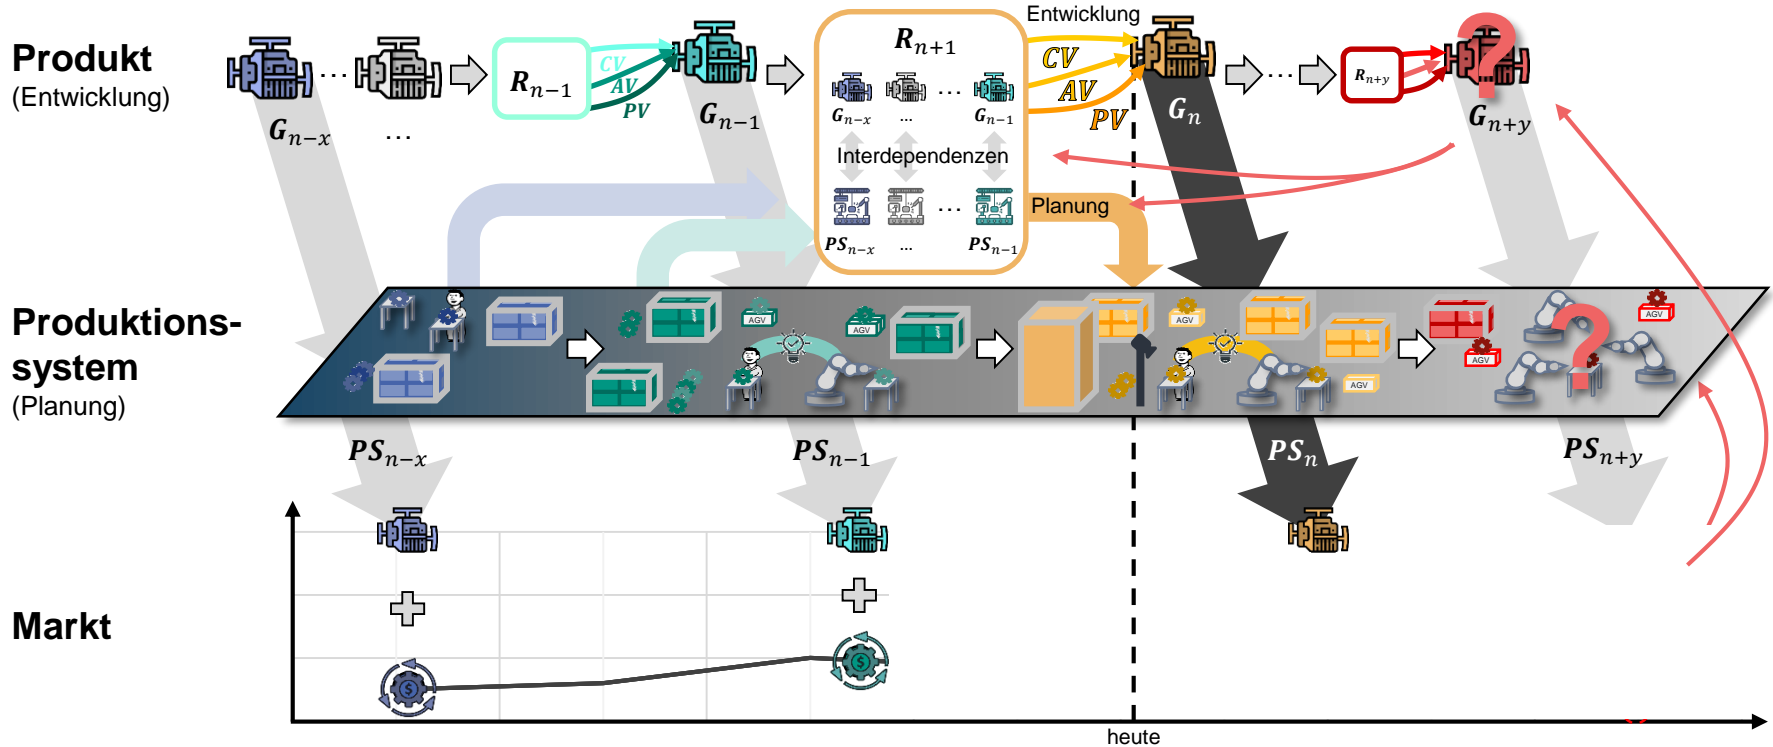 Produkt
(Entwicklung)
G_{n-x}
...
...
R_{n-1}
CV
AV
PV
G_{n-1}
R_{n+1}
G_{n-x}
...
...
G_{n-1}
Interdependenzen
...
PS_{n-x}
...
PS_{n-1}
Entwicklung
CV
AV
PV
Planung
G_n
...
R_{n+y}
?
G_{n+y}
Produktions-
system
(Planung)
AGV
AGV
AGV
AGV
AGV
AGV
AGV
?
PS_{n-x}
PS_{n-1}
PS_n
PS_{n+y}
Markt
$
$
heute